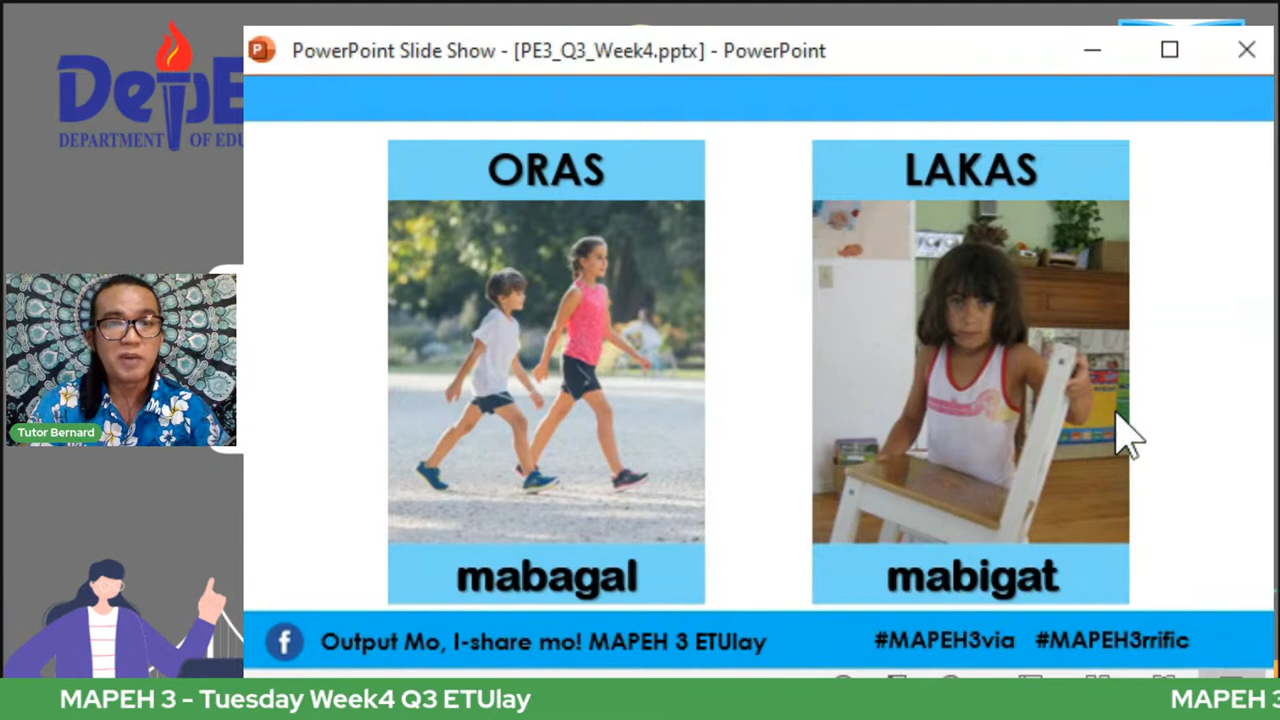 PowerPoint Slide Show - [PE3_Q3_Week4.pptx] - PowerPoint
DEPARTMENT OF EDU
ORAS
LAKAS
Tutor Bernard
mabagal
mabigat
Output Mo, I-share mo! MAPEH 3 ETUlay
#MAPEH3via #MAPEH3rrific
MAPEH 3 - Tuesday Week4 Q3 ETUlay
MAPEH 3